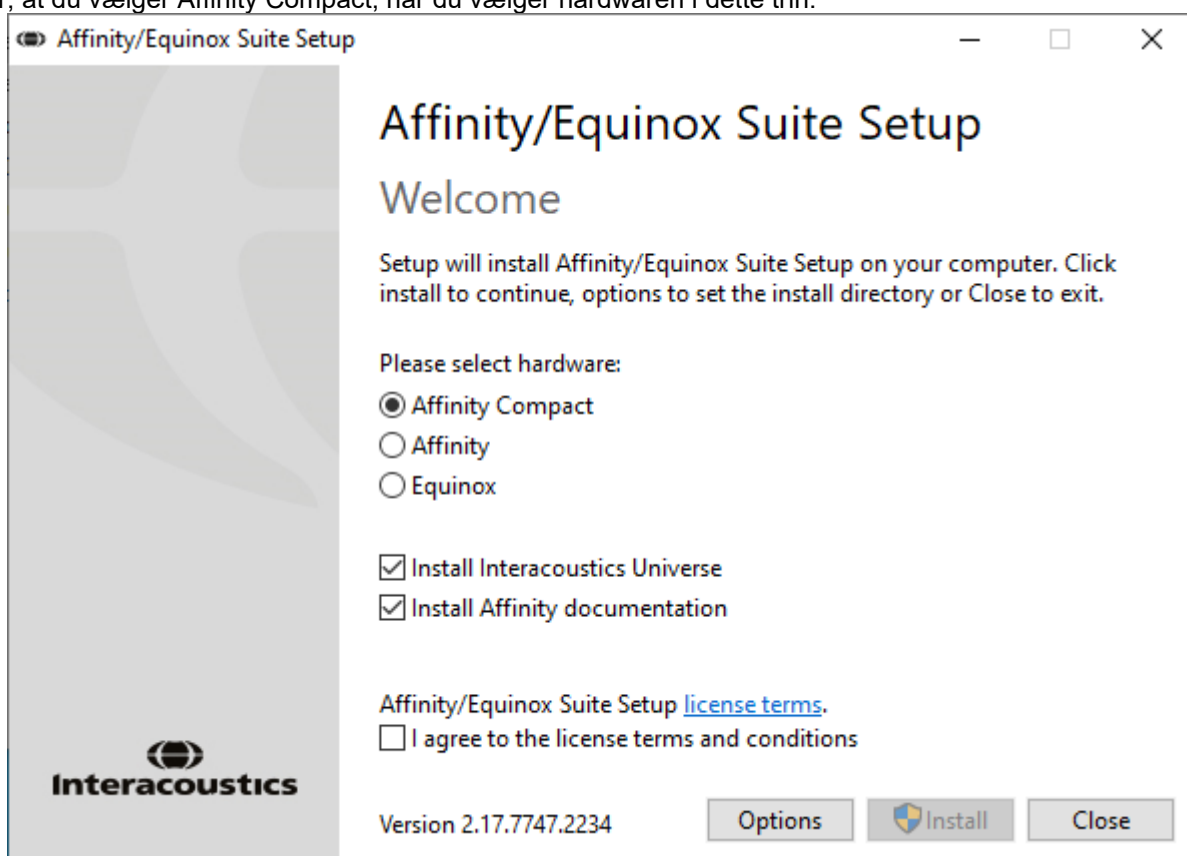 at du vælger Affinity Compact, når du vælger hardwaren i dette trin.
Affinity/Equinox Suite Setup
Affinity/Equinox Suite Setup
Welcome
Setup will install Affinity/Equinox Suite Setup on your computer. Click
install to continue, options to set the install directory or Close to exit.
Please select hardware:
Affinity Compact
Affinity
Equinox
Install Interacoustics Universe
Install Affinity documentation
Affinity/Equinox Suite Setup license terms.
I agree to the license terms and conditions
Interacoustics
Version 2.17.7747.2234
Options
Install
Close